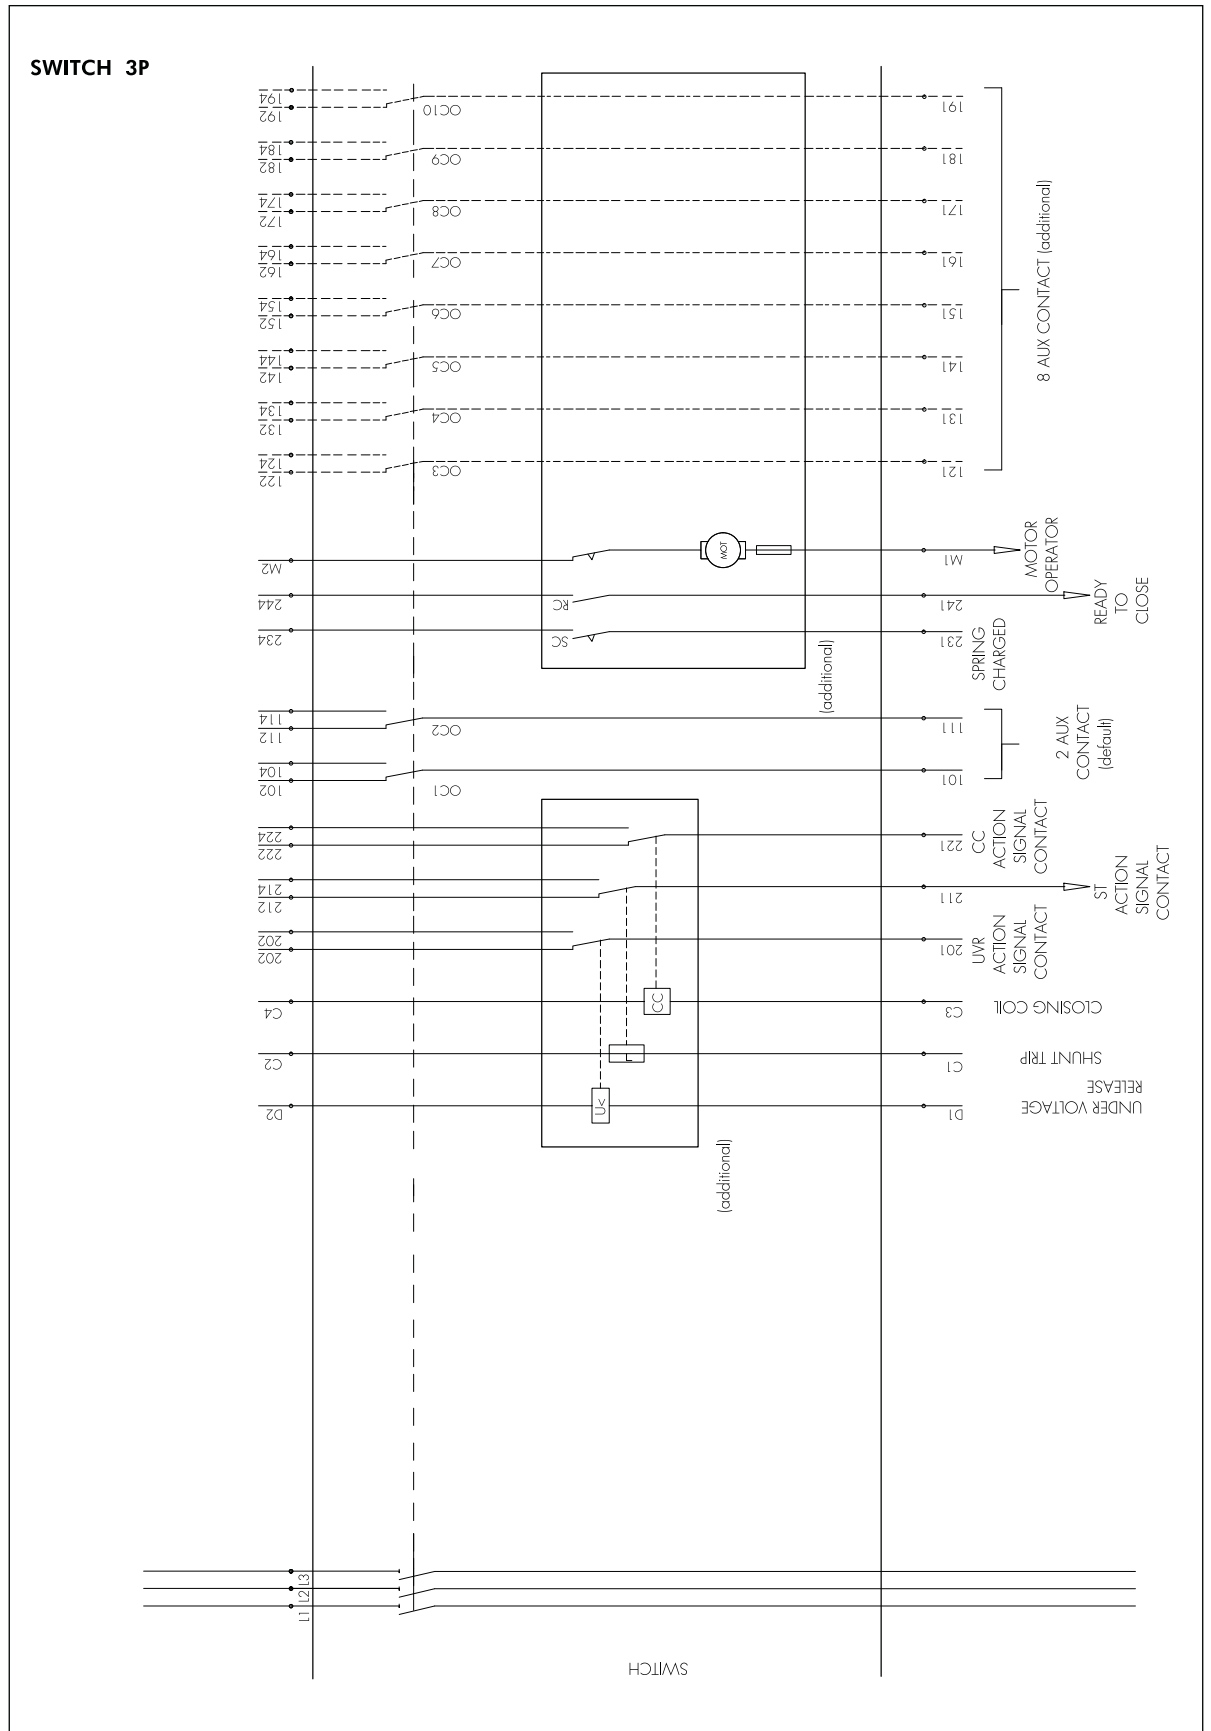 SWITCH 3P
194
192
OC10
191
184
182
OC9
181
174
172
OC8
171
164
162
OC7
161
154
152
OC6
151
144
142
OC5
141
134
132
OC4
131
124
122
OC3
121
8 AUX CONTACT (additional)
M2
MOT
M1
MOTOR
OPERATOR
244
RC
241
READY
TO
CLOSE
234
SC
231
SPRING
CHARGED
(additional)
114
112
OC2
111
104
102
OC1
101
2 AUX
CONTACT
(default)
224
222
221
CC
ACTION
SIGNAL
CONTACT
214
212
211
ST
ACTION
SIGNAL
CONTACT
202
202
201
UVR
ACTION
SIGNAL
CONTACT
C4
CC
C3
CLOSING COIL
C2
L
C1
SHUNT TRIP
D2
U<
D1
UNDER VOLTAGE
RELEASE
(additional)
L3
L2
L1
SWITCH